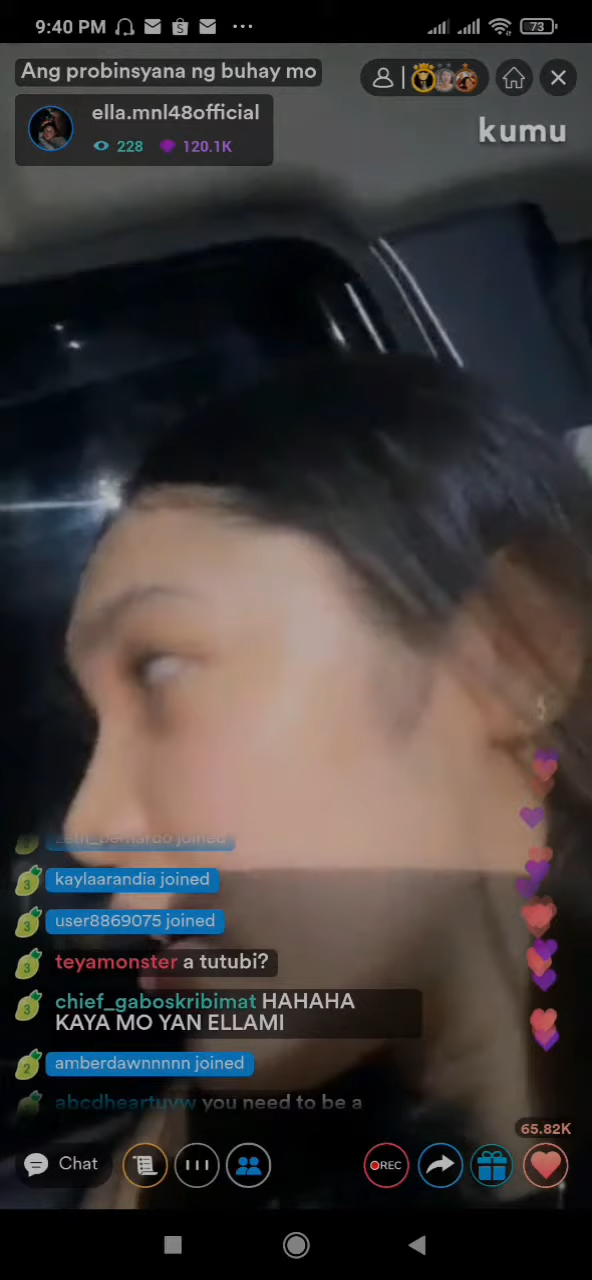 9:40 PM
73
Ang probinsyana ng buhay mo
ella.mnl48official
228 120.1K
kumu
kaylaarandia joined
user8869075 joined
teyamonster a tutubi?
chief_gaboskribimat HAHAHA
KAYA MO YAN ELLAMI
amberdawnnnnn joined
abcdheartuvw you need to be a
65.82K
Chat
REC